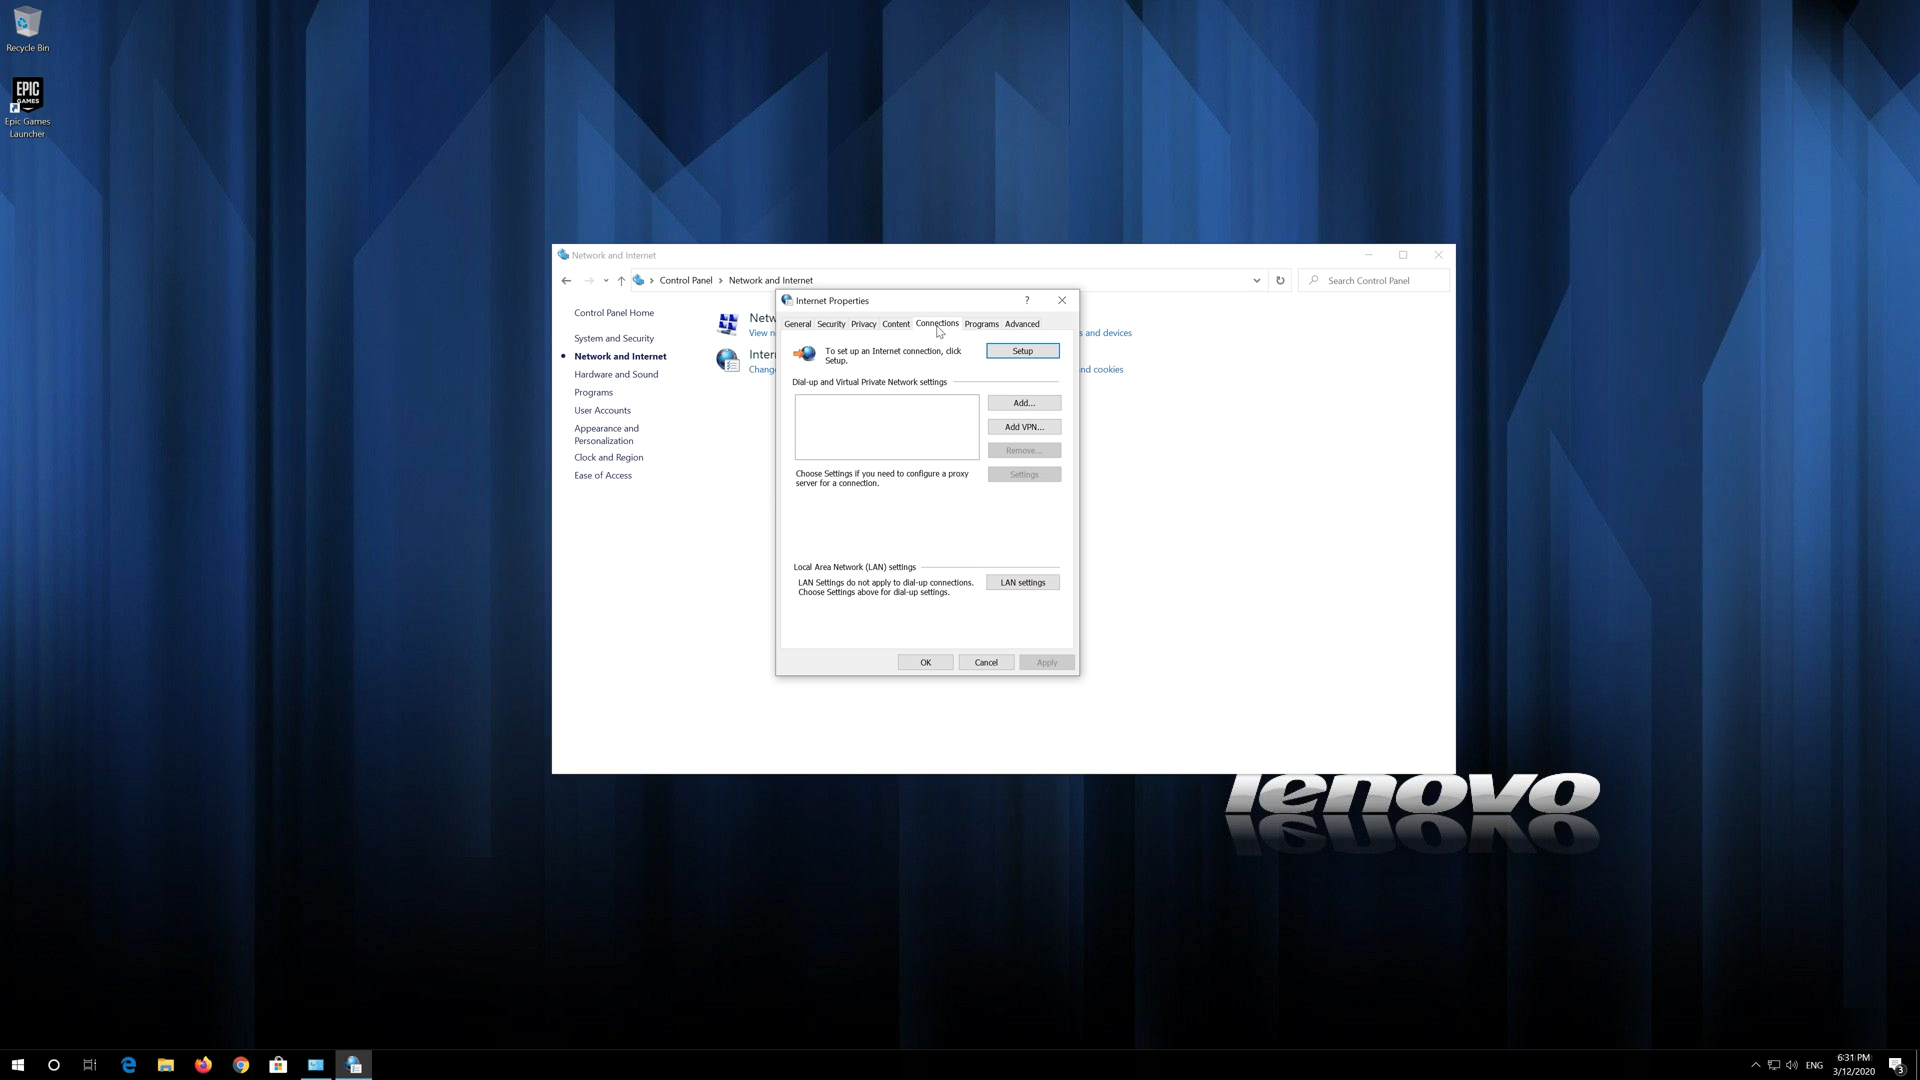 Recycle Bin
EPIC
GAMES
Epic Games
Launcher
Network and Internet
Control Panel
Network and Internet
Search Control Panel
Control Panel Home
System and Security
Network and Internet
Hardware and Sound
Programs
User Accounts
Appearance and
Personalization
Clock and Region
Ease of Access
Netw
View n
s and devices
Inter
Change
nd cookies
Internet Properties
?
General
Security
Privacy
Content
Connections
Programs
Advanced
To set up an Internet connection, click
Setup.
Setup
Dial-up and Virtual Private Network settings
Add...
Add VPN...
Remove...
Choose Settings if you need to configure a proxy
server for a connection.
Settings
Local Area Network (LAN) settings
LAN Settings do not apply to dial-up connections.
Choose Settings above for dial-up settings.
LAN settings
OK
Cancel
Apply
lenovo
ENG
6:31 PM
3/12/2020
3